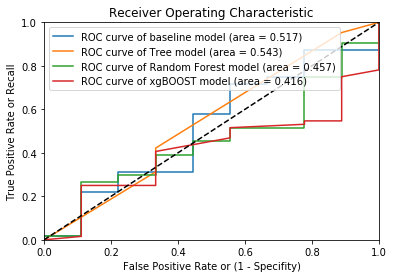 Receiver Operating Characteristic
1.0
0.8
0.6
0.4
0.2
0.0
True Positive Rate or Recall
ROC curve of baseline model (area = 0.517)
ROC curve of Tree model (area = 0.543)
ROC curve of Random Forest model (area = 0.457)
ROC curve of xgBOOST model (area = 0.416)
0.0 0.2 0.4 0.6 0.8 1.0
False Positive Rate or (1 - Specifity)